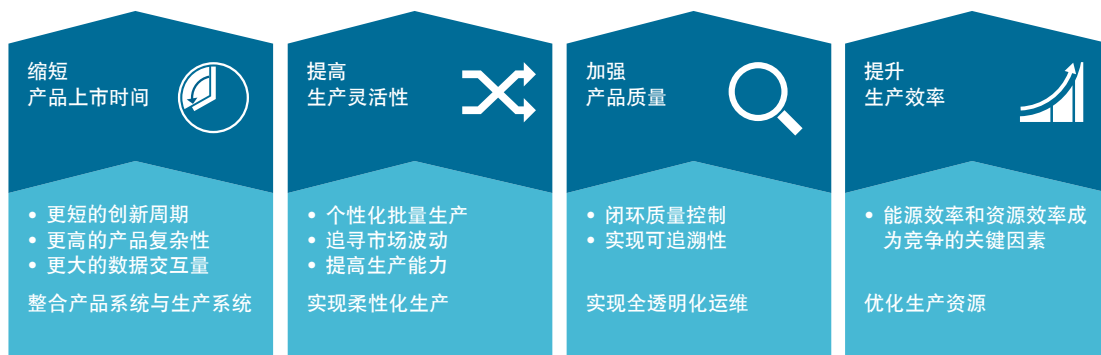 缩短
产品上市时间
• 更短的创新周期
• 更高的产品复杂性
• 更大的数据交互量
整合产品系统与生产系统
提高
生产灵活性
• 个性化批量生产
• 追寻市场波动
• 提高生产能力
实现柔性化生产
加强
产品质量
• 闭环质量控制
• 实现可追溯性
实现全透明化运维
提升
生产效率
• 能源效率和资源效率成
为竞争的关键因素
优化生产资源